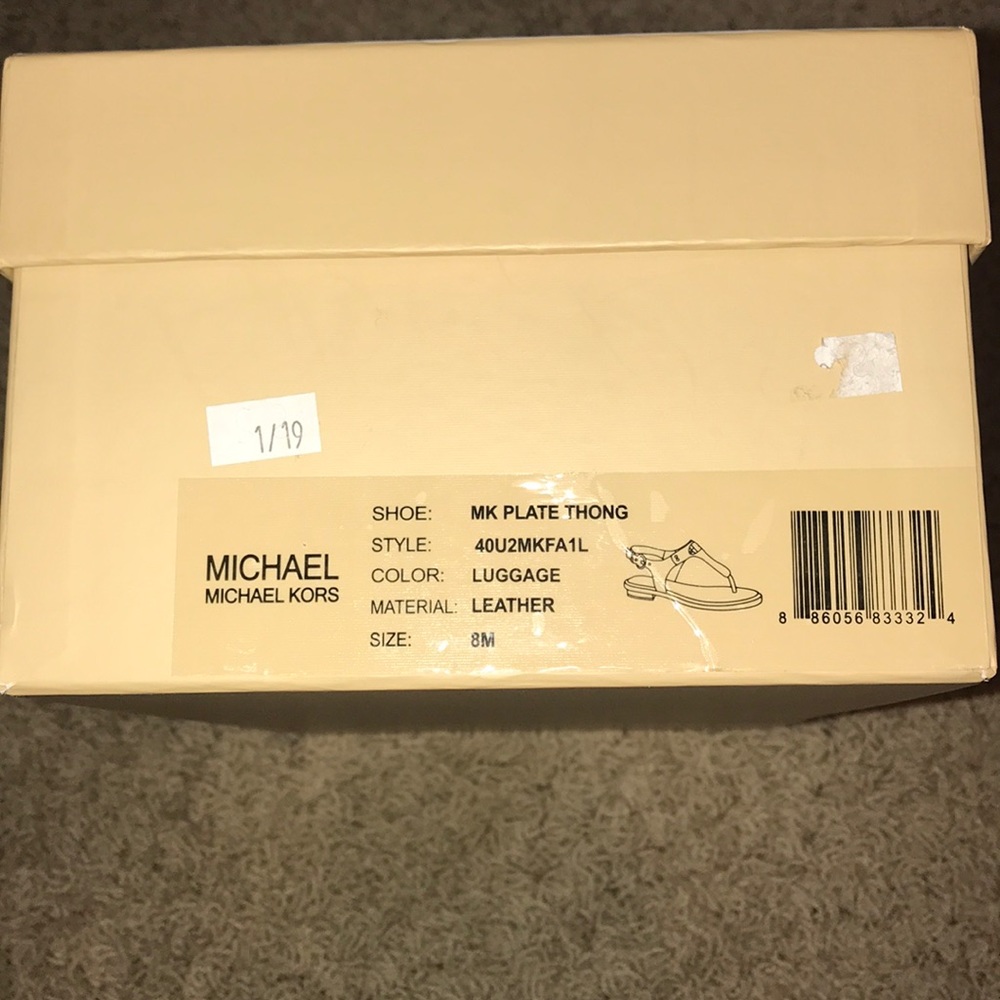 1/19
MICHAEL
MICHAEL KORS
SHOE: MK PLATE THONG
STYLE: 40U2MKFA1L
COLOR: LUGGAGE
MATERIAL: LEATHER
SIZE: 8M
8 86056 83332 4